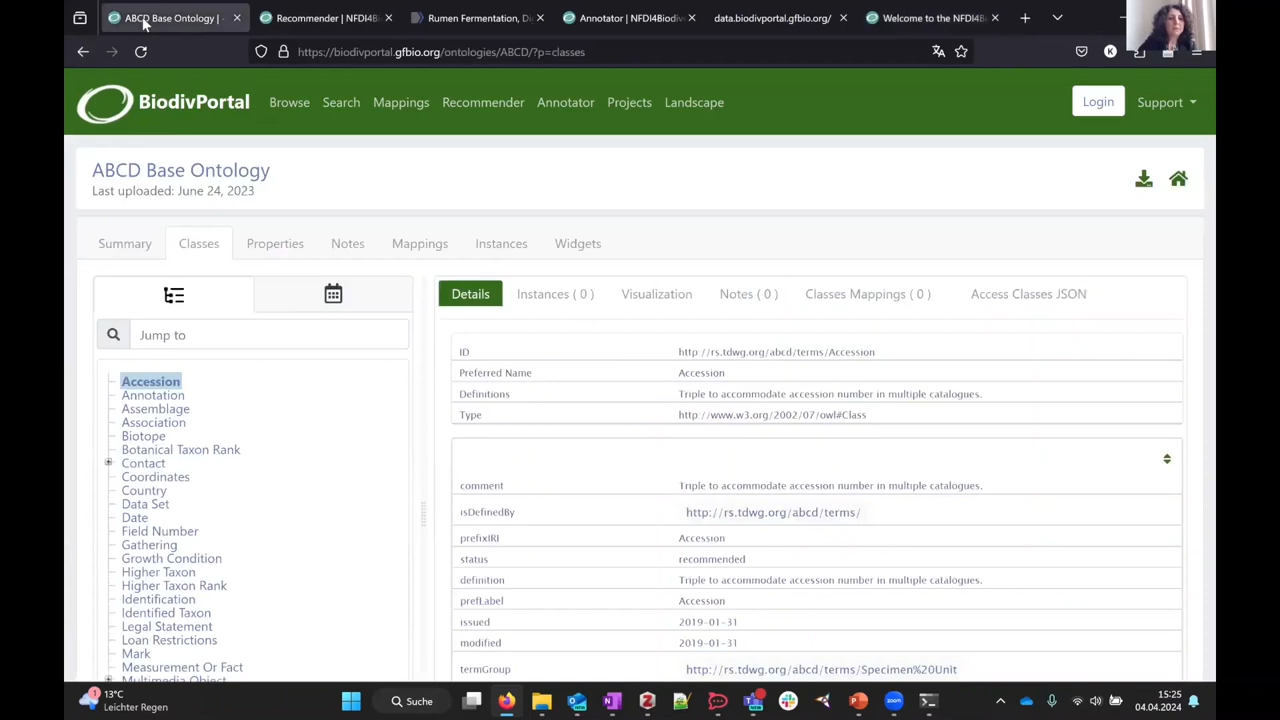 ABCD Base Ontology |
Recommender | NFDI4Bi
Rumen Fermentation, Di
Annotator | NFDI4Biodiv
data.biodivportal.gfbio.org/
Welcome to the NFDI4B
https://biodivportal.gfbio.org/ontologies/ABCD/?p=classes
K
BiodivPortal
Browse
Search
Mappings
Recommender
Annotator
Projects
Landscape
Login
Support
ABCD Base Ontology
Last uploaded: June 24, 2023
Summary
Classes
Properties
Notes
Mappings
Instances
Widgets
Jump to
Accession
Annotation
Assemblage
Association
Biotope
Botanical Taxon Rank
Contact
Coordinates
Country
Data Set
Date
Field Number
Gathering
Growth Condition
Higher Taxon
Higher Taxon Rank
Identification
Identified Taxon
Legal Statement
Loan Restrictions
Mark
Measurement Or Fact
Multimedia Object
Details
Instances ( 0 )
Visualization
Notes ( 0 )
Classes Mappings ( 0 )
Access Classes JSON
ID http://rs.tdwg.org/abcd/terms/Accession
Preferred Name Accession
Definitions Triple to accommodate accession number in multiple catalogues.
Type http://www.w3.org/2002/07/owl#Class
comment Triple to accommodate accession number in multiple catalogues.
isDefinedBy http://rs.tdwg.org/abcd/terms/
prefixIRI Accession
status recommended
definition Triple to accommodate accession number in multiple catalogues.
prefLabel Accession
issued 2019-01-31
modified 2019-01-31
termGroup http://rs.tdwg.org/abcd/terms/Specimen%20Unit
1
13°C
Leichter Regen
Suche
15:25
04.04.2024